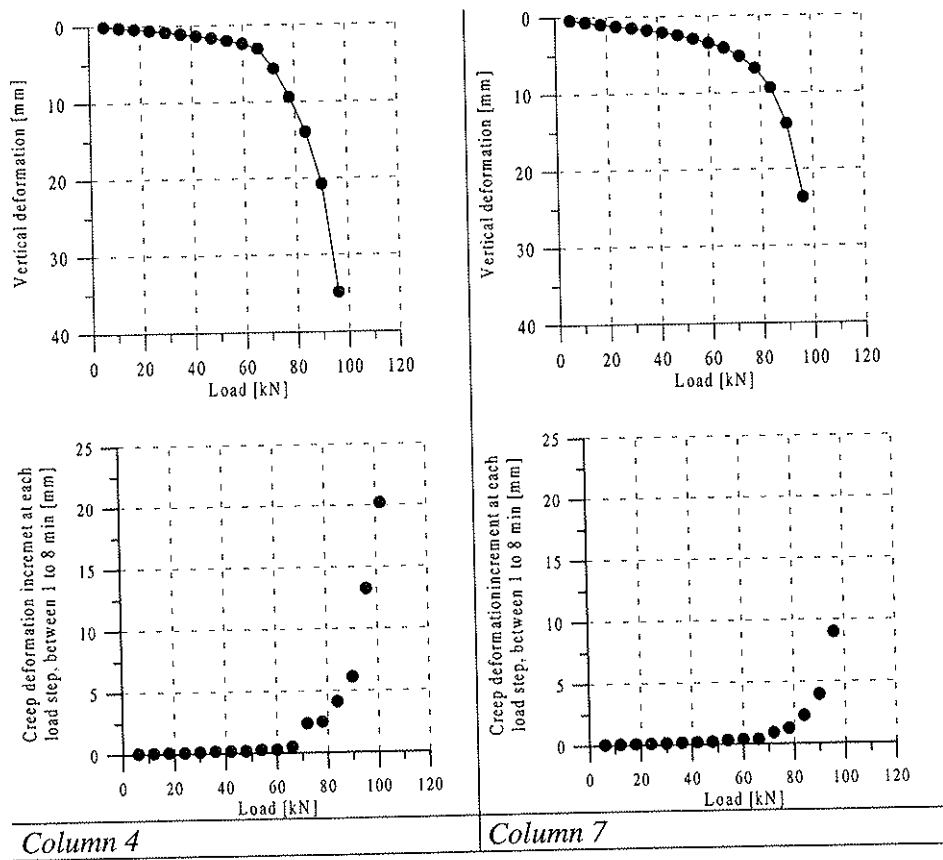 Vertical deformation [mm]
0
10
20
30
40
0 20 40 60 80 100 120
Load [kN]
Vertical deformation [mm]
0
10
20
30
40
0 20 40 60 80 100 120
Load [kN]
Creep deformation incremet at each
load step, between 1 to 8 min [mm]
25
20
15
10
5
0
0 20 40 60 80 100 120
Load [kN]
Creep deformationincrement at each
load step, between 1 to 8 min [mm]
25
20
15
10
5
0
0 20 40 60 80 100 120
Load [kN]
Column 4
Column 7